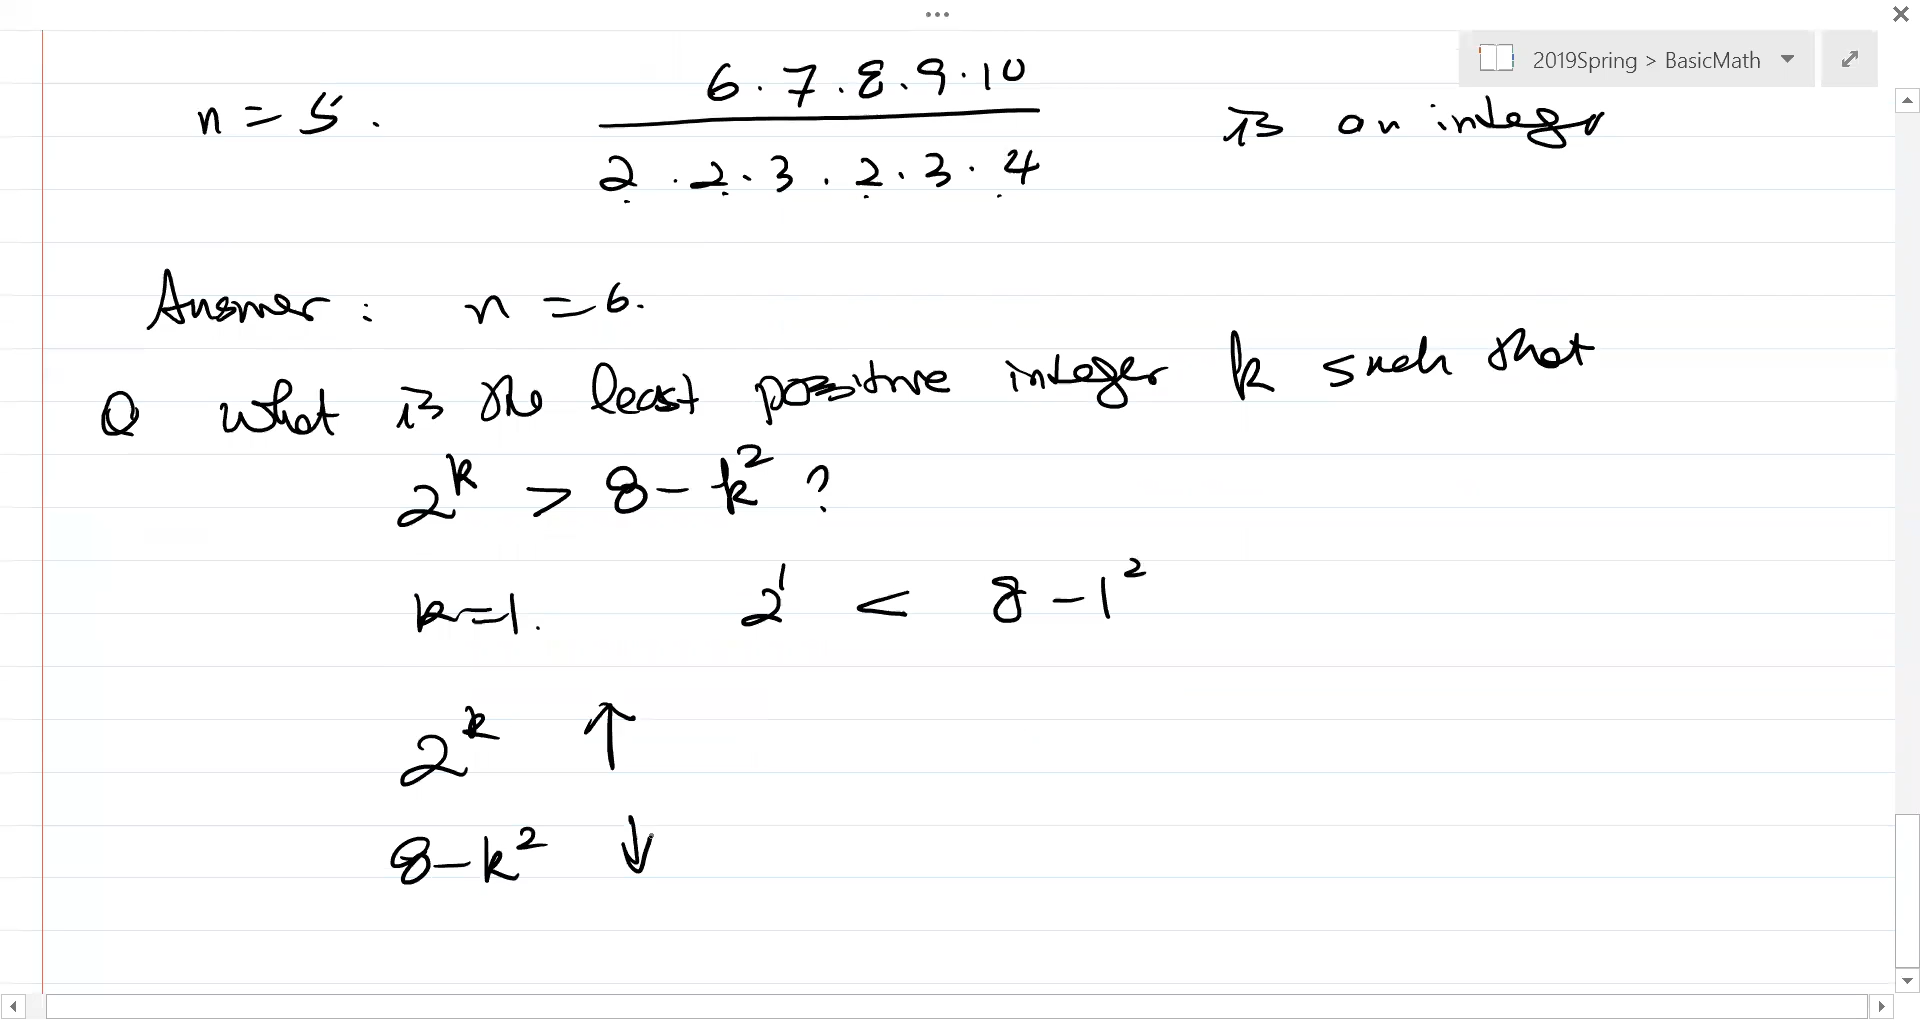 2019Spring > BasicMath
6.7.8.9.10
n = 5. is an integer
2.2.3.2.3.4
Answer: n = 6.
Q what is the least positive integer k such that
2^k > 8 - k^2 ?
k=1. 2^1 < 8 - 1^2
2^k ↑
8-k^2 ↓